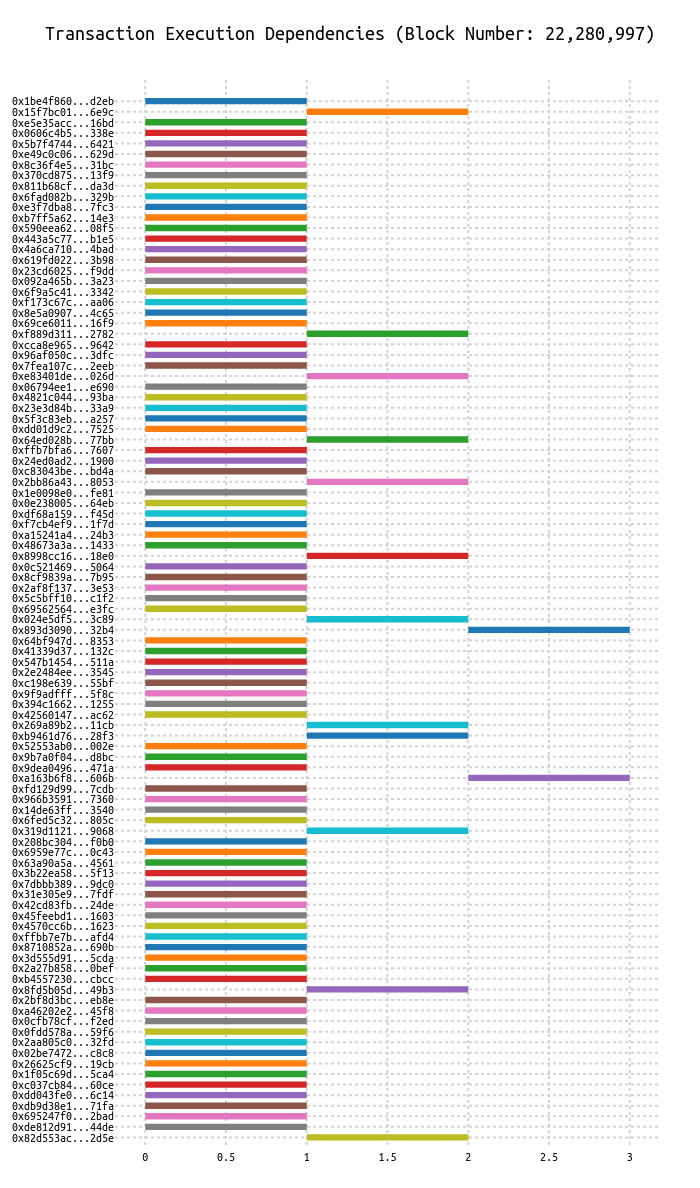 Transaction Execution Dependencies (Block Number: 22,280,997)
0x1be4f860...d2eb
0x15f7bc01...6e9c
0xe5e35acc...16bd
0x0606c4b5...338e
0x5b7f4744...6421
0xe49c0c06...629d
0x8c36f4e5...31bc
0x370cd875...13f9
0x811b68cf...da3d
0x6fad082b...329b
0xe3f7dba8...7fc3
0xb7ff5a62...14e3
0x590eea62...08f5
0x443a5c77...b1e5
0x4a6ca710...4bad
0x619fd022...3b98
0x23cd6025...f9dd
0x092a465b...3a23
0x6f9a5c41...3342
0xf173c67c...aa06
0x8e5a0907...4c65
0x69ce6011...16f9
0xf889d311...2782
0xcca8e965...9642
0x96af050c...3dfc
0x7fea107c...2eeb
0xe83401de...026d
0x06794ee1...e690
0x4821c044...93ba
0x23e3d84b...33a9
0x5f3c83eb...a257
0xdd01d9c2...7525
0x64ed028b...77bb
0xffb7bfa6...7607
0x24ed0ad2...1900
0xc83043be...bd4a
0x2bb86a43...8053
0x1e0098e0...fe81
0x0e238005...64eb
0xdf68a159...f45d
0xf7cb4ef9...1f7d
0xa15241a4...24b3
0x48673a3a...1433
0x8998cc16...18e0
0x0c521469...5064
0x8cf9839a...7b95
0x2af8f137...3e53
0x5c5bff10...c1f2
0x69562564...e3fc
0x024e5df5...3c89
0x893d3090...32b4
0x64bf947d...8353
0x41339d37...132c
0x547b1454...511a
0x2e2484ee...3545
0xc198e639...55bf
0x9f9adfff...5f8c
0x394c1662...1255
0x42560147...ac62
0x269a89b2...11cb
0xb9461d76...28f3
0x52553ab0...002e
0x9b7a0f04...d8bc
0x9dea0496...471a
0xa163b6f8...606b
0xfd129d99...7cdb
0x966b3591...7360
0x14de63ff...3540
0x6fed5c32...805c
0x319d1121...9068
0x208bc304...f0b0
0x6959e77c...0c43
0x63a90a5a...4561
0x3b22ea58...5f13
0x7dbbb389...9dc0
0x31e305e9...7fdf
0x42cd83fb...24de
0x45feebd1...1603
0x4570cc6b...1623
0xffbb7e7b...afd4
0x8710852a...690b
0x3d555d91...5cda
0x2a27b858...0bef
0xb4557230...cbcc
0x8fd5b05d...49b3
0x2bf8d3bc...eb8e
0xa46202e2...45f8
0x0cfb78cf...f2ed
0x0fdd578a...59f6
0x2aa805c0...32fd
0x02be7472...c8c8
0x26625cf9...19cb
0x1f05c69d...5ca4
0xc037cb84...60ce
0xdd043fe0...6c14
0xdb9d38e1...71fa
0x695247f0...2bad
0xde812d91...44de
0x82d553ac...2d5e
0 0.5 1 1.5 2 2.5 3